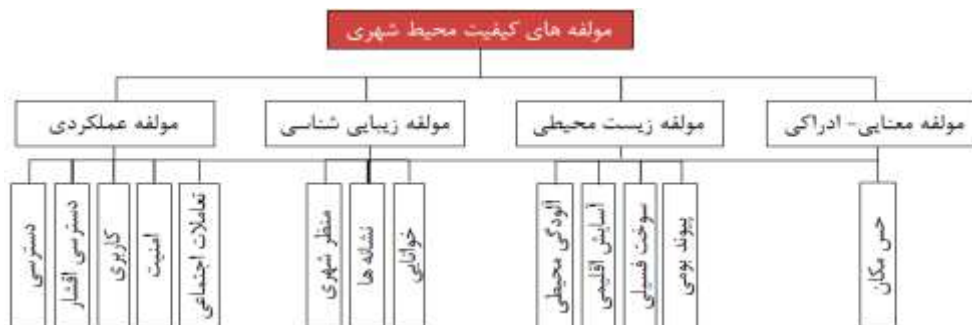 مولفه های کیفیت محیط شهری
مولفه معنایی- ادراکی
مولفه زیست محیطی
مولفه زیبایی شناسی
مولفه عملکردی
حس مکان
پیوند بومی
سوخت فسیلی
آسایش اقلیمی
آلودگی محیطی
خوانایی
نشانه ها
منظر شهری
تعاملات اجتماعی
امنیت
کاربری
دسترسی اقشار
دسترسی